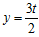 y = 3t/2